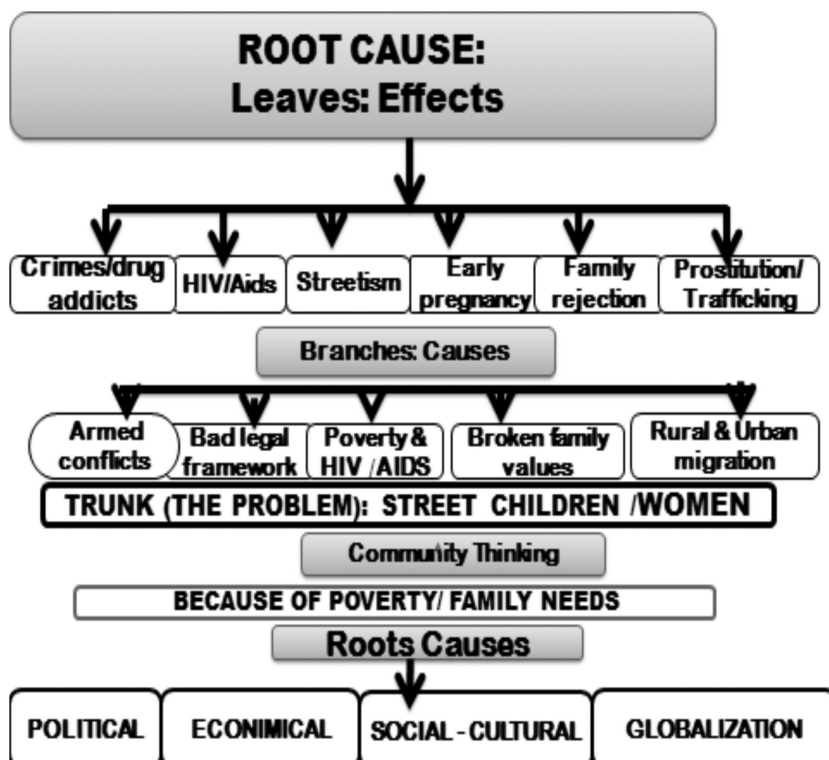 ROOT CAUSE:
Leaves: Effects
Crimes/drug
addicts
HIV/Aids
Streetism
Early
pregnancy
Family
rejection
Prostitution/
Trafficking
Branches: Causes
Armed
conflicts
Bad legal
framework
Poverty &
HIV /AIDS
Broken family
values
Rural & Urban
migration
TRUNK (THE PROBLEM): STREET CHILDREN /WOMEN
Community Thinking
BECAUSE OF POVERTY/ FAMILY NEEDS
Roots Causes
POLITICAL
ECONIMICAL
SOCIAL - CULTURAL
GLOBALIZATION